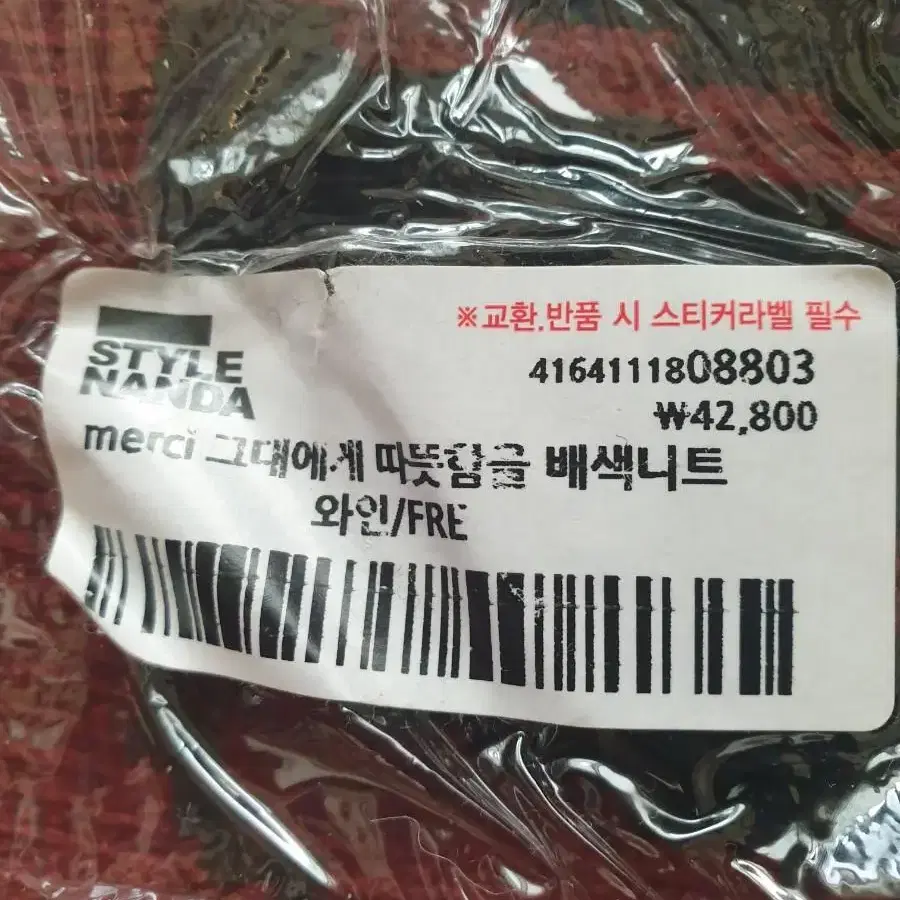 STYLE
NANDA
※교환.반품 시 스티커라벨 필수
4164111808803
₩42,800
merci 그대에게 따뜻함을 배색니트
와인/FRE